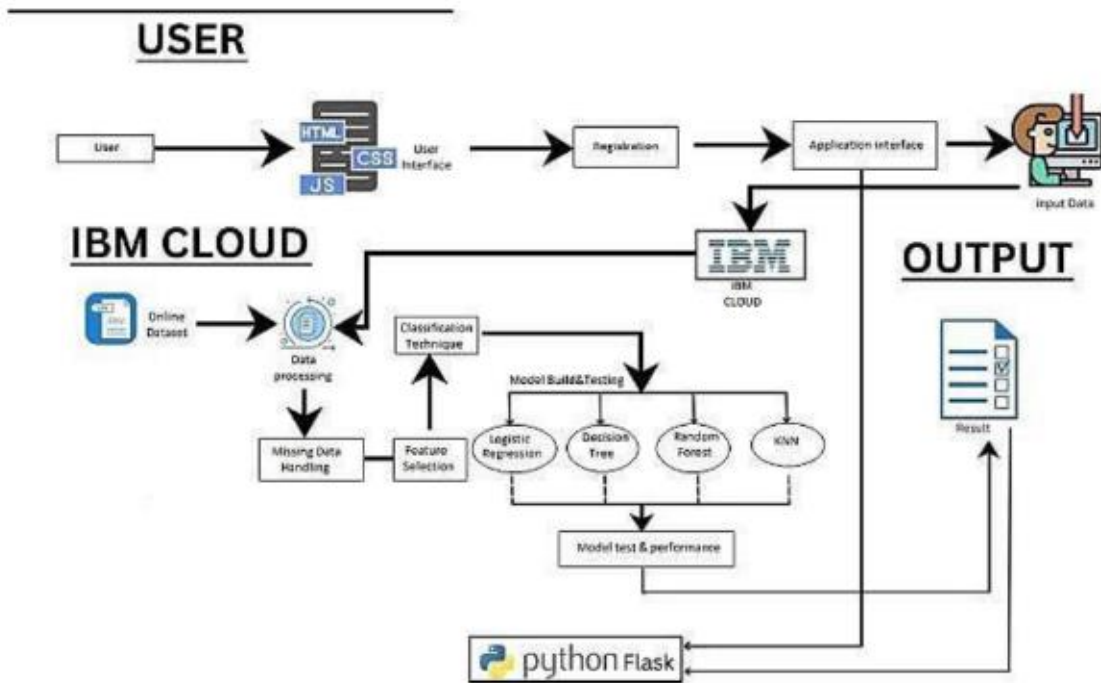 USER
User
HTML
CSS
JS
User
Interface
Registration
Application Interface
input Data
IBM CLOUD
IBM
IBM
CLOUD
OUTPUT
Online
Dataset
Data
processing
Classification
Technique
Model Build&Testing
Missing Data
Handling
Feature
Selection
Logistic
Regression
Decision
Tree
Random
Forest
KNN
Result
Model test & performance
python Flask